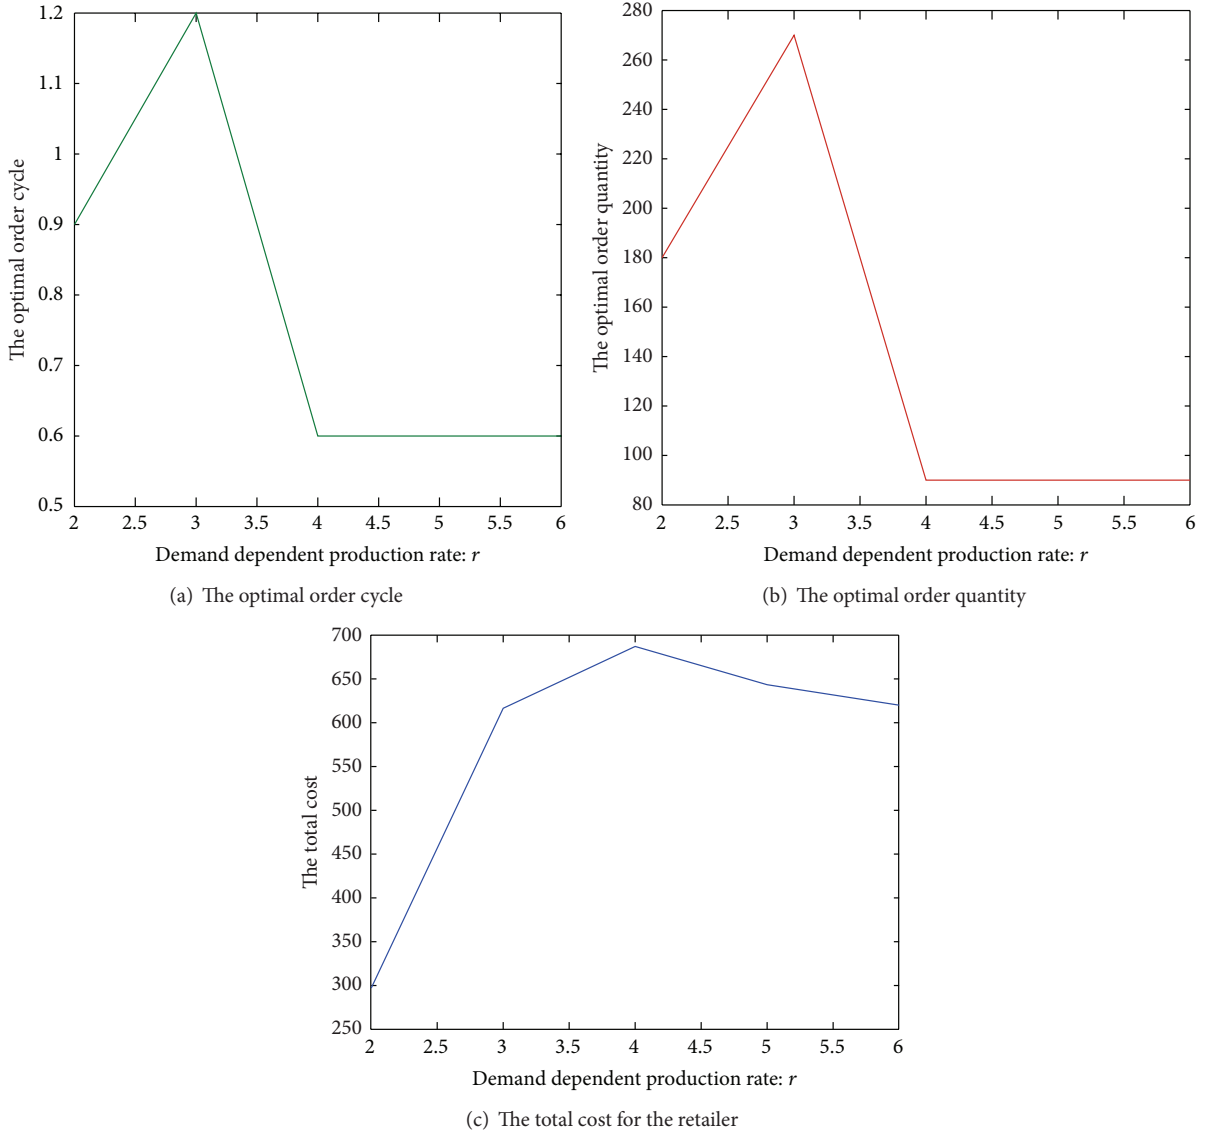 1.2
1.1
1
0.9
0.8
0.7
0.6
0.5
The optimal order cycle
2 2.5 3 3.5 4 4.5 5 5.5 6
Demand dependent production rate: r
(a) The optimal order cycle
280
260
240
220
200
180
160
140
120
100
80
The optimal order quantity
2 2.5 3 3.5 4 4.5 5 5.5 6
Demand dependent production rate: r
(b) The optimal order quantity
700
650
600
550
500
450
400
350
300
250
The total cost
2 2.5 3 3.5 4 4.5 5 5.5 6
Demand dependent production rate: r
(c) The total cost for the retailer